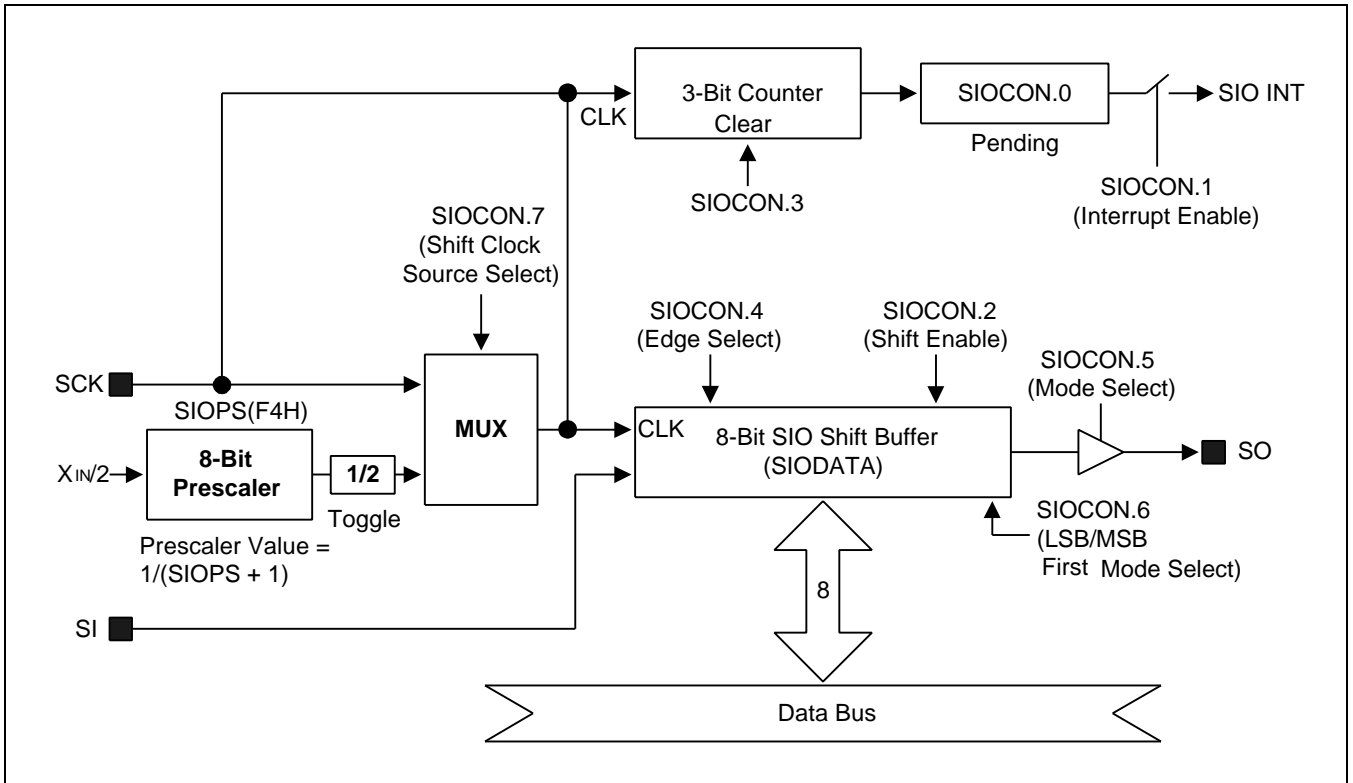 3-Bit Counter
Clear
CLK
SIOCON.0
Pending
SIO INT
SIOCON.3
SIOCON.1
(Interrupt Enable)
SIOCON.7
(Shift Clock
Source Select)
SIOCON.4
(Edge Select)
SIOCON.2
(Shift Enable)
SIOCON.5
(Mode Select)
SCK
SIOPS(F4H)
MUX
CLK
8-Bit SIO Shift Buffer
(SIODATA)
SO
XIN/2
8-Bit
Prescaler
1/2
Toggle
Prescaler Value =
1/(SIOPS + 1)
SIOCON.6
(LSB/MSB
First Mode Select)
8
SI
Data Bus